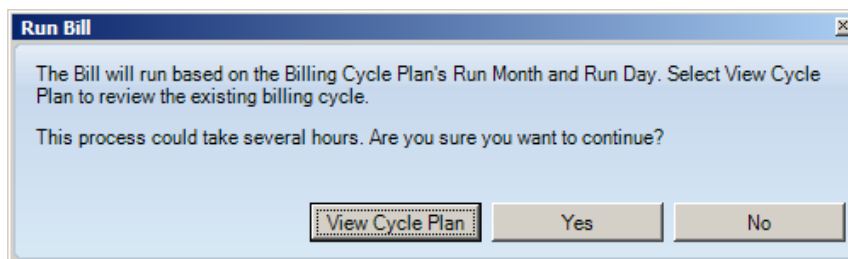 Run Bill
The Bill will run based on the Billing Cycle Plan's Run Month and Run Day. Select View Cycle
Plan to review the existing billing cycle.
This process could take several hours. Are you sure you want to continue?
View Cycle Plan Yes No